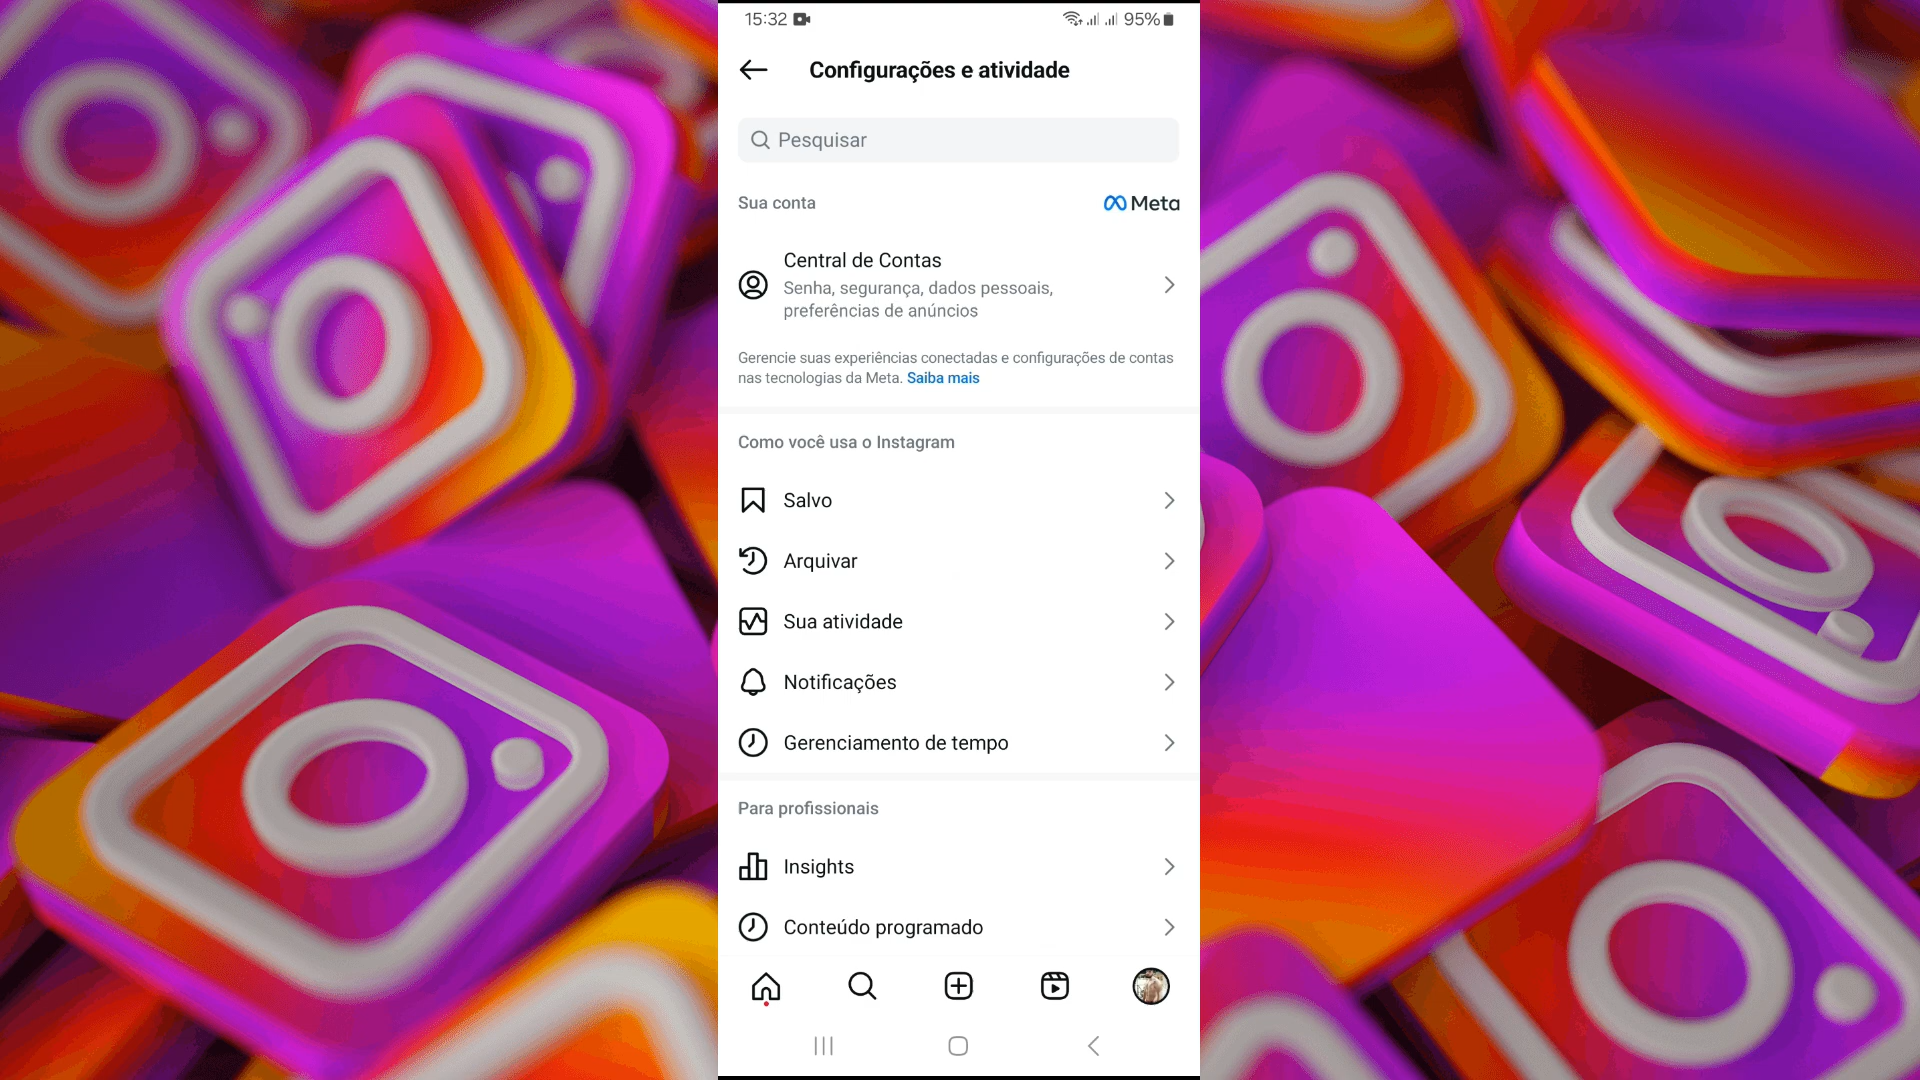 15:32
95%
Configurações e atividade
Pesquisar
Sua conta
Meta
Central de Contas
Senha, segurança, dados pessoais,
preferências de anúncios
Gerencie suas experiências conectadas e configurações de contas
nas tecnologias da Meta. Saiba mais
Como você usa o Instagram
Salvo
Arquivar
Sua atividade
Notificações
Gerenciamento de tempo
Para profissionais
Insights
Conteúdo programado